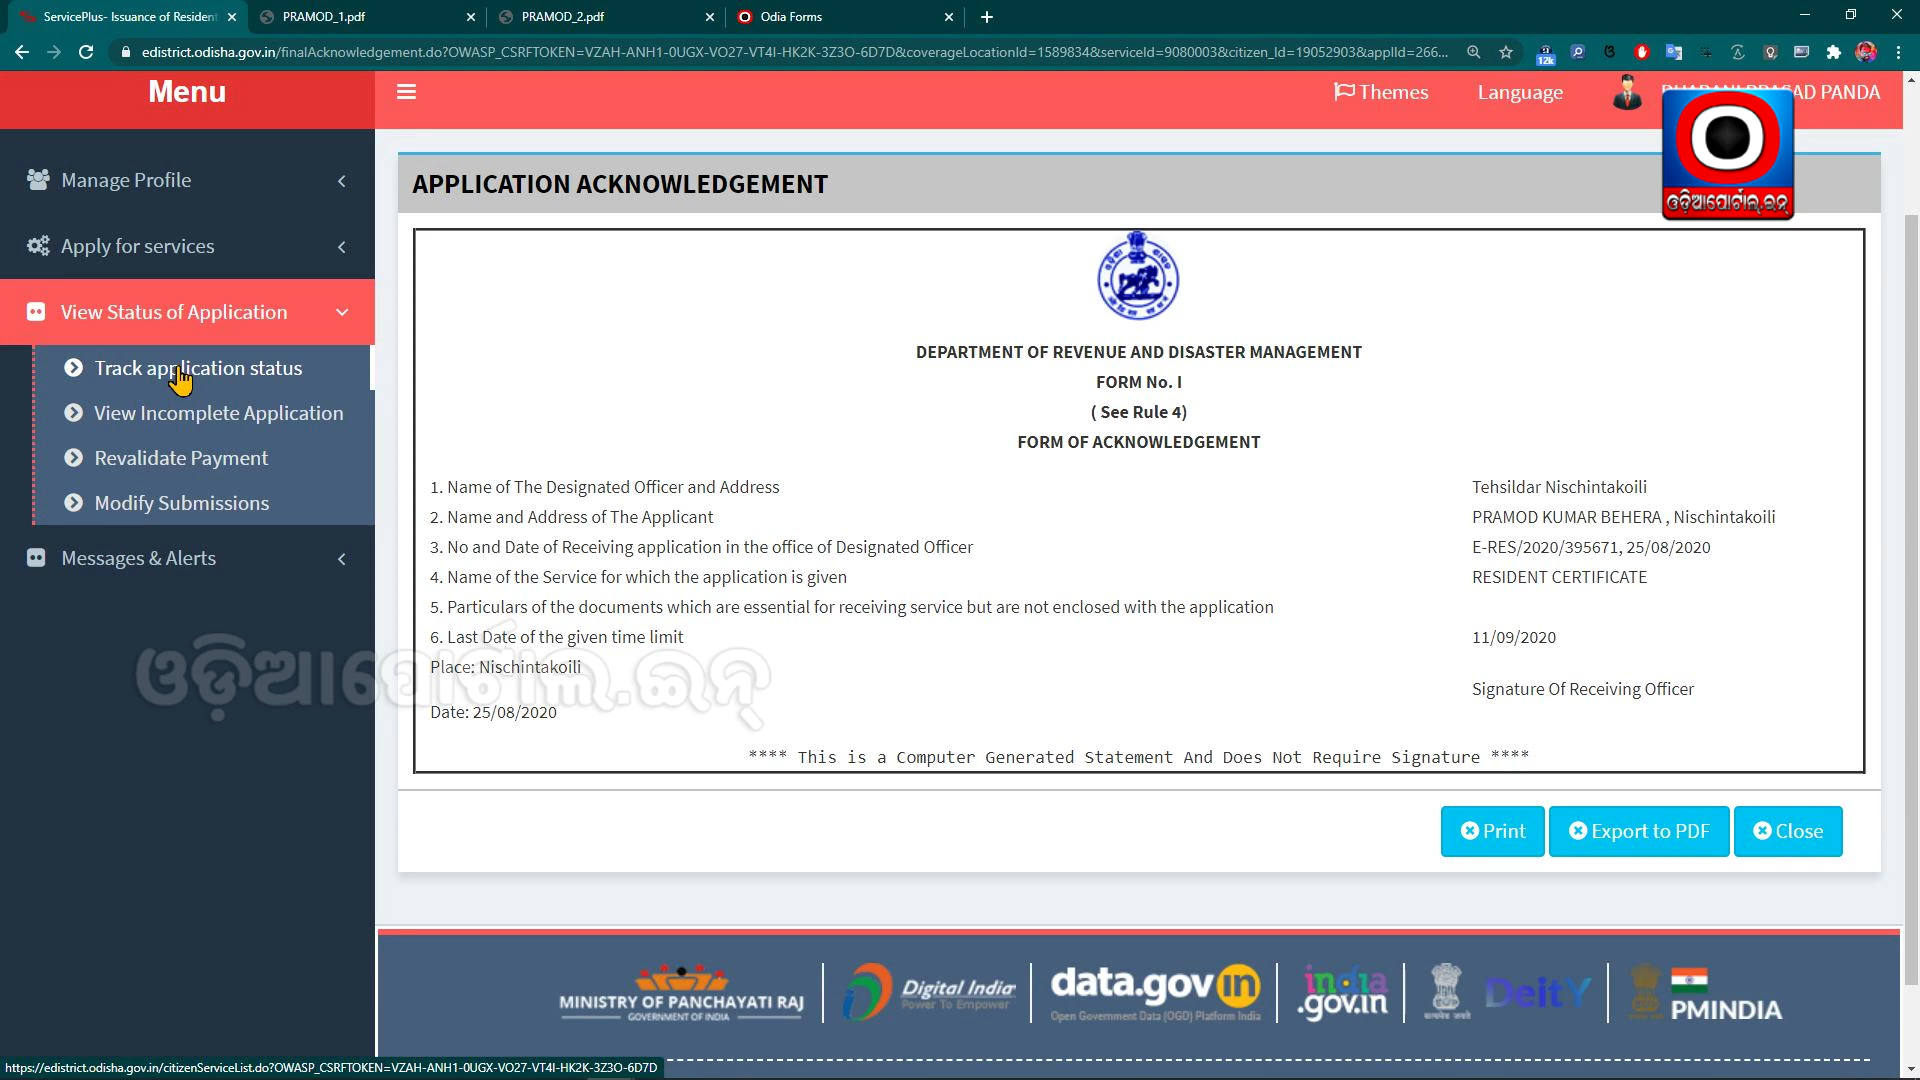 ServicePlus- Issuance of Resident
PRAMOD_1.pdf
PRAMOD_2.pdf
Odia Forms
edistrict.odisha.gov.in/finalAcknowledgement.do?OWASP_CSRFTOKEN=VZAH-ANH1-0UGX-VO27-VT4I-HK2K-3Z3O-6D7D&coverageLocationId=1589834&serviceId=9080003&citizen_Id=19052903&applId=266...
12k
Menu
Themes
Language
PRASAD PANDA
ଓଡ଼ିଆପୋର୍ଟାଲ୍.ଇନ୍
Manage Profile
Apply for services
View Status of Application
Track application status
View Incomplete Application
Revalidate Payment
Modify Submissions
Messages & Alerts
APPLICATION ACKNOWLEDGEMENT
DEPARTMENT OF REVENUE AND DISASTER MANAGEMENT
FORM No. I
( See Rule 4)
FORM OF ACKNOWLEDGEMENT
1. Name of The Designated Officer and Address Tehsildar Nischintakoili
2. Name and Address of The Applicant PRAMOD KUMAR BEHERA , Nischintakoili
3. No and Date of Receiving application in the office of Designated Officer E-RES/2020/395671, 25/08/2020
4. Name of the Service for which the application is given RESIDENT CERTIFICATE
5. Particulars of the documents which are essential for receiving service but are not enclosed with the application
6. Last Date of the given time limit 11/09/2020
Place: Nischintakoili
Signature Of Receiving Officer
Date: 25/08/2020
ଓଡ଼ିଆପୋର୍ଟାଲ୍.ଇନ୍
**** This is a Computer Generated Statement And Does Not Require Signature ****
Print
Export to PDF
Close
MINISTRY OF PANCHAYATI RAJ
GOVERNMENT OF INDIA
Digital India
Power To Empower
data.gov in
Open Government Data (OGD) Platform India
india
.gov.in
सत्यमेव जयते
DeitY
PMINDIA
https://edistrict.odisha.gov.in/citizenServiceList.do?OWASP_CSRFTOKEN=VZAH-ANH1-0UGX-VO27-VT4I-HK2K-3Z3O-6D7D